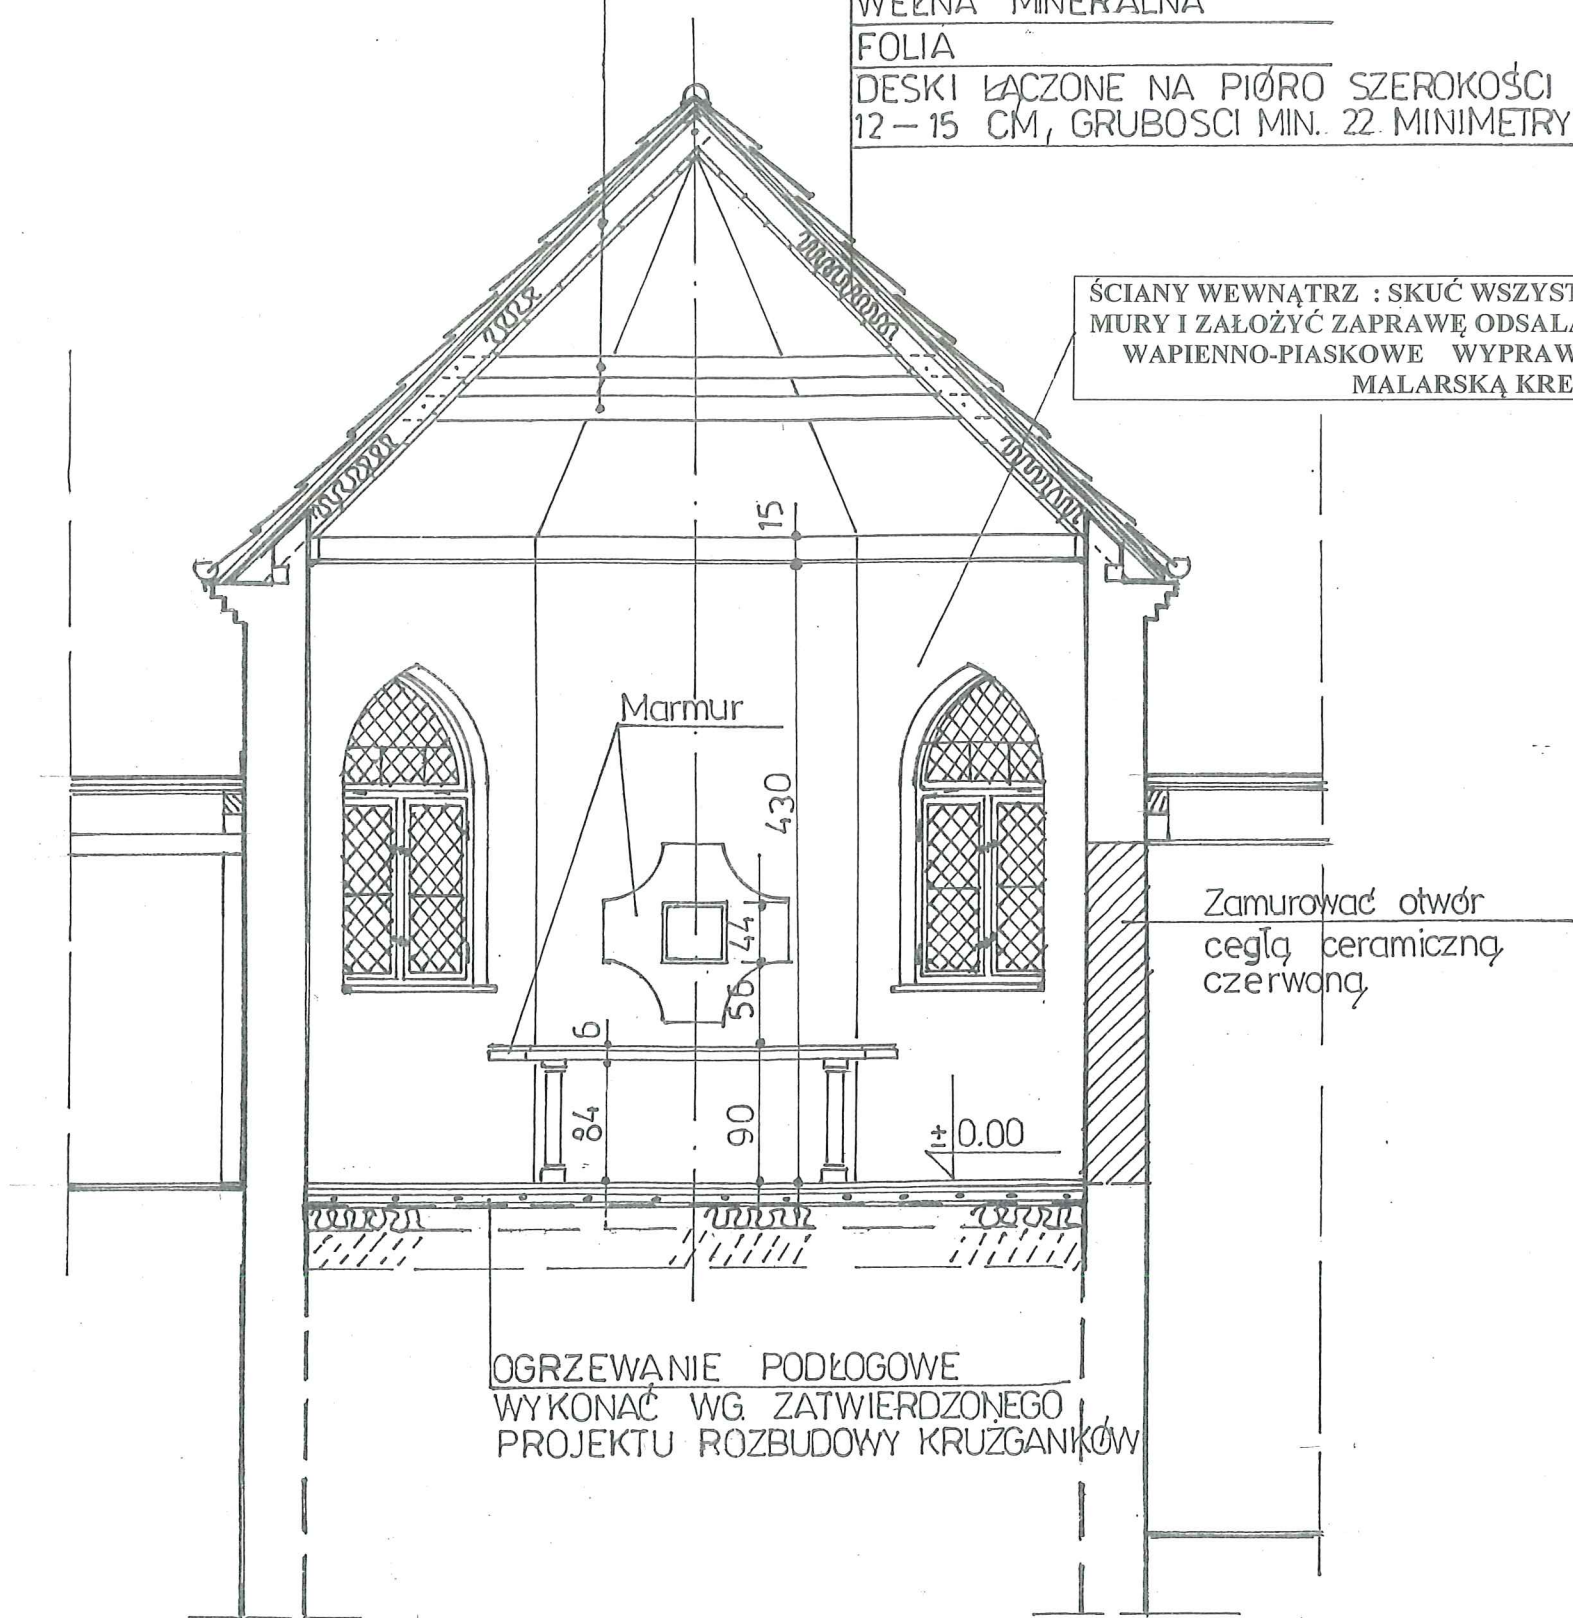 WEŁNA MINERALNA
FOLIA
DESKI ŁĄCZONE NA PIÓRO SZEROKOŚCI
12 – 15 CM, GRUBOSCI MIN. 22 MINIMETRY
ŚCIANY WEWNĄTRZ : SKUĆ WSZYST
MURY I ZAŁOŻYĆ ZAPRAWĘ ODSALA
WAPIENNO-PIASKOWE WYPRAW
MALARSKĄ KRE
15
Marmur
430
44
56
6
84
90
± 0.00
Zamurować otwór
cegłą ceramiczną
czerwoną
OGRZEWANIE PODŁOGOWE
WYKONAĆ WG. ZATWIERDZONEGO
PROJEKTU ROZBUDOWY KRUŻGANKÓW